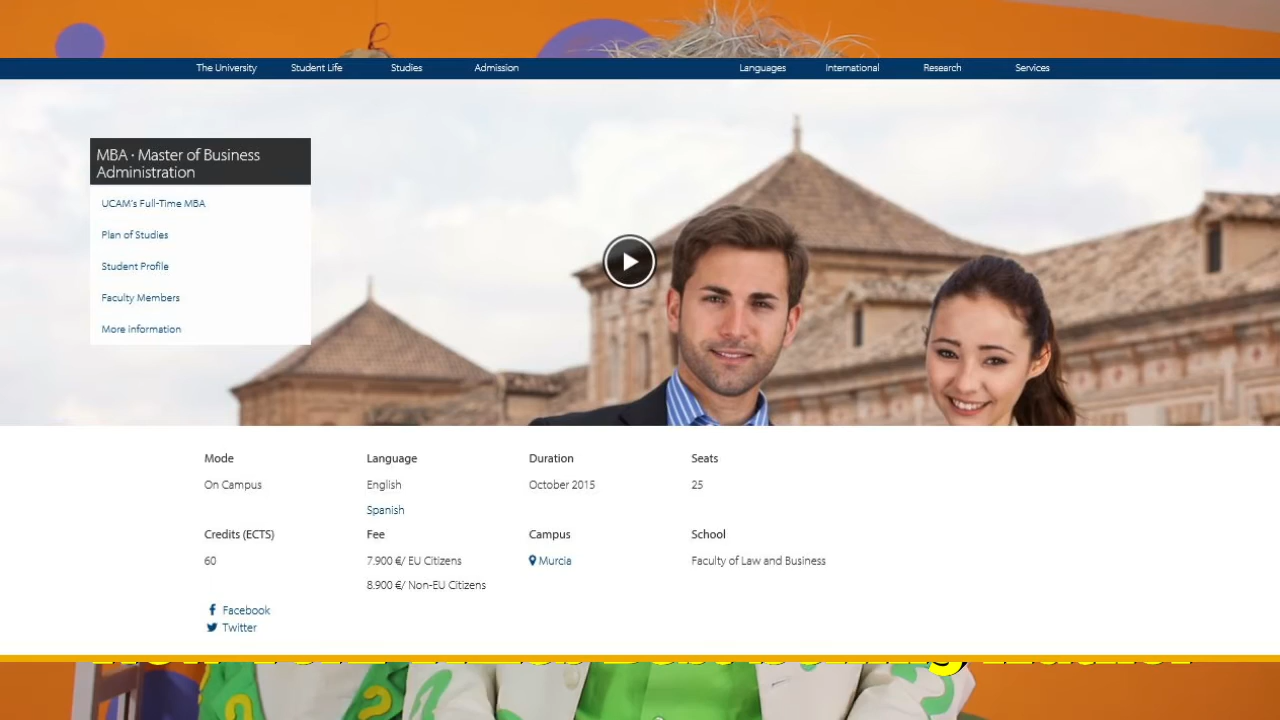 The University Student Life Studies Admission Languages International Research Services
MBA · Master of Business
Administration
UCAM's Full-Time MBA
Plan of Studies
Student Profile
Faculty Members
More information
Mode Language Duration Seats
On Campus English October 2015 25
Spanish
Credits (ECTS) Fee Campus School
60 7.900 €/ EU Citizens Murcia Faculty of Law and Business
8.900 €/ Non-EU Citizens
Facebook
Twitter